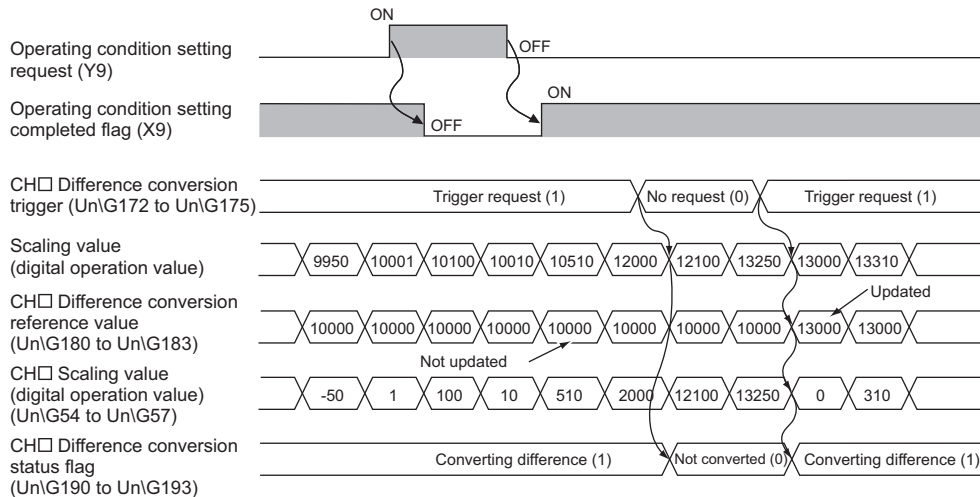 ON
Operating condition setting
request (Y9)
OFF
ON
Operating condition setting
completed flag (X9)
OFF
CH□ Difference conversion
trigger (Un\G172 to Un\G175)
Trigger request (1) No request (0) Trigger request (1)
Scaling value
(digital operation value)
9950 10001 10100 10010 10510 12000 12100 13250 13000 13310
Updated
CH□ Difference conversion
reference value
(Un\G180 to Un\G183)
10000 10000 10000 10000 10000 10000 10000 10000 13000 13000
Not updated
CH□ Scaling value
(digital operation value)
(Un\G54 to Un\G57)
-50 1 100 10 510 2000 12100 13250 0 310
CH□ Difference conversion
status flag
(Un\G190 to Un\G193)
Converting difference (1) Not converted (0) Converting difference (1)